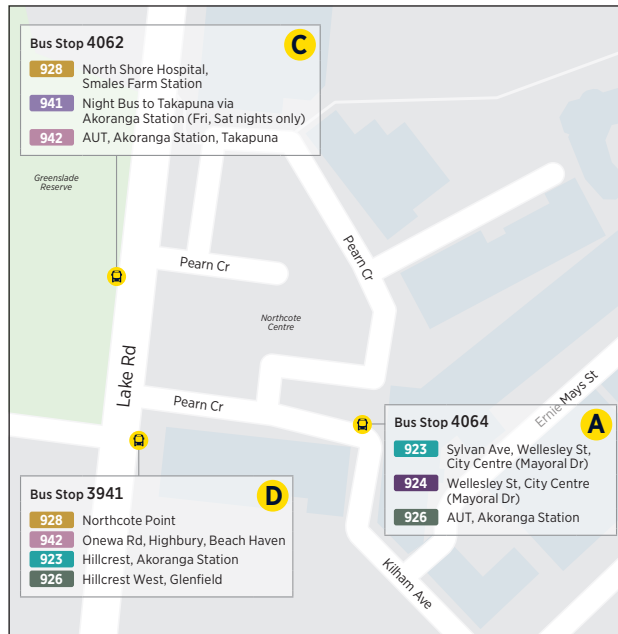 Bus Stop 4062
C
928 North Shore Hospital,
Smales Farm Station
941 Night Bus to Takapuna via
Akoranga Station (Fri, Sat nights only)
942 AUT, Akoranga Station, Takapuna
Greenslade
Reserve
Pearn Cr
Pearn Cr
Northcote
Centre
Lake Rd
Pearn Cr
Ernie Mays St
Bus Stop 4064
A
923 Sylvan Ave, Wellesley St,
City Centre (Mayoral Dr)
924 Wellesley St, City Centre
(Mayoral Dr)
926 AUT, Akoranga Station
Bus Stop 3941
D
928 Northcote Point
942 Onewa Rd, Highbury, Beach Haven
923 Hillcrest, Akoranga Station
926 Hillcrest West, Glenfield
Kilham Ave